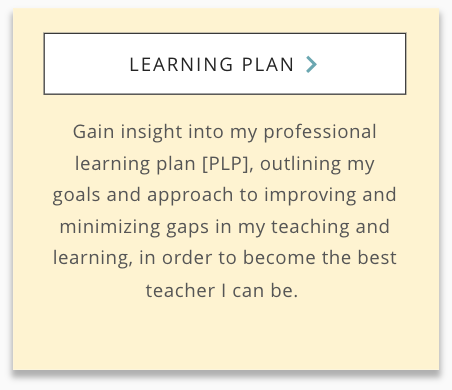 LEARNING PLAN
Gain insight into my professional
learning plan [PLP], outlining my
goals and approach to improving and
minimizing gaps in my teaching and
learning, in order to become the best
teacher I can be.